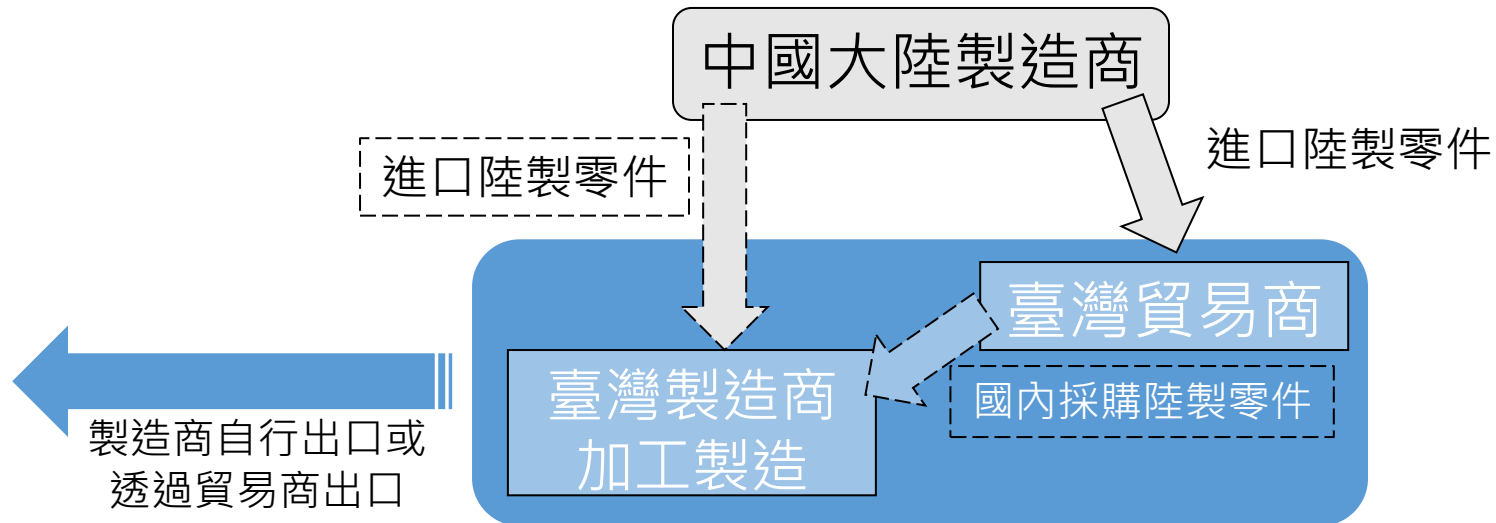 中國大陸製造商
進口陸製零件
進口陸製零件
臺灣貿易商
臺灣製造商
加工製造
國內採購陸製零件
製造商自行出口或
透過貿易商出口